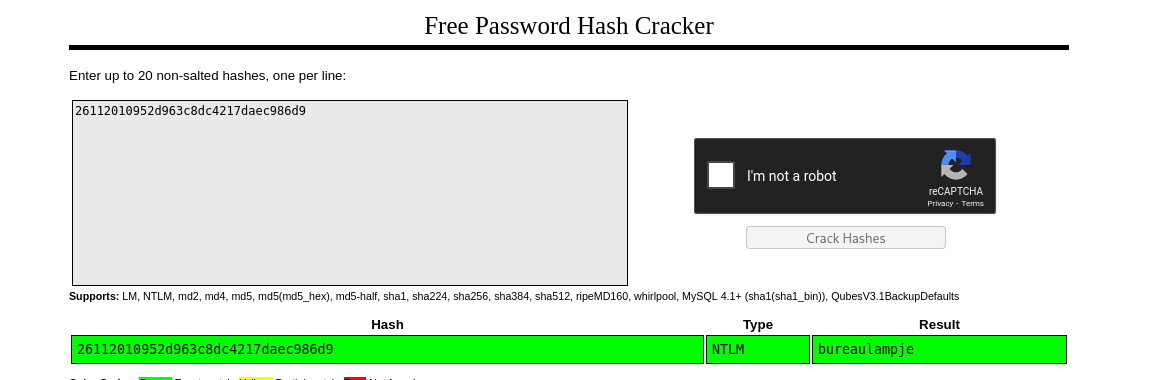 Free Password Hash Cracker
Enter up to 20 non-salted hashes, one per line:
26112010952d963c8dc4217daec986d9
I'm not a robot
reCAPTCHA
Privacy - Terms
Crack Hashes
Supports: LM, NTLM, md2, md4, md5, md5(md5_hex), md5-half, sha1, sha224, sha256, sha384, sha512, ripeMD160, whirlpool, MySQL 4.1+ (sha1(sha1_bin)), QubesV3.1BackupDefaults
Hash Type Result
26112010952d963c8dc4217daec986d9 NTLM bureaulampje